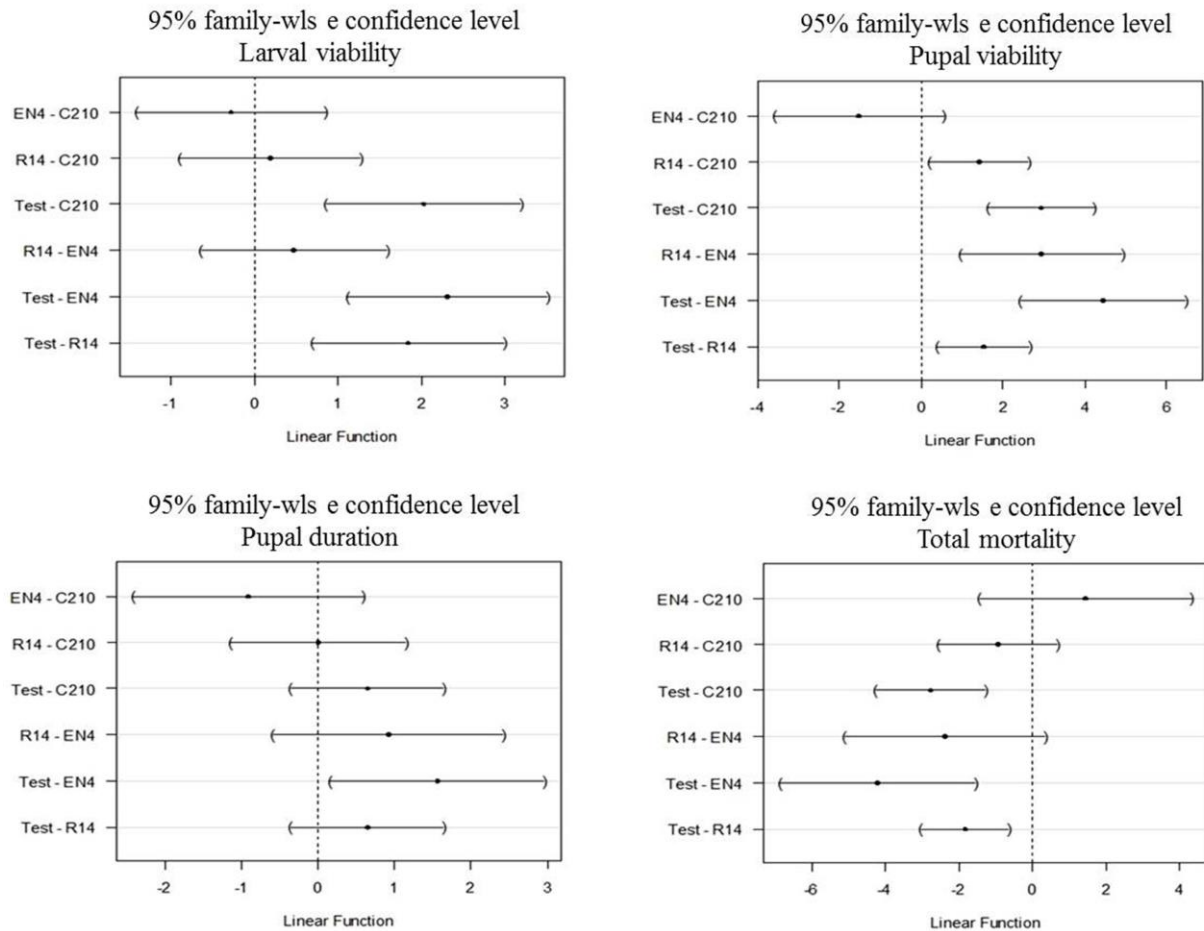 95% family-wls e confidence level
Larval viability
EN4 - C210
R14 - C210
Test - C210
R14 - EN4
Test - EN4
Test - R14
-1 0 1 2 3
Linear Function
95% family-wls e confidence level
Pupal viability
EN4 - C210
R14 - C210
Test - C210
R14 - EN4
Test - EN4
Test - R14
-4 -2 0 2 4 6
Linear Function
95% family-wls e confidence level
Pupal duration
EN4 - C210
R14 - C210
Test - C210
R14 - EN4
Test - EN4
Test - R14
-2 -1 0 1 2 3
Linear Function
95% family-wls e confidence level
Total mortality
EN4 - C210
R14 - C210
Test - C210
R14 - EN4
Test - EN4
Test - R14
-6 -4 -2 0 2 4
Linear Function